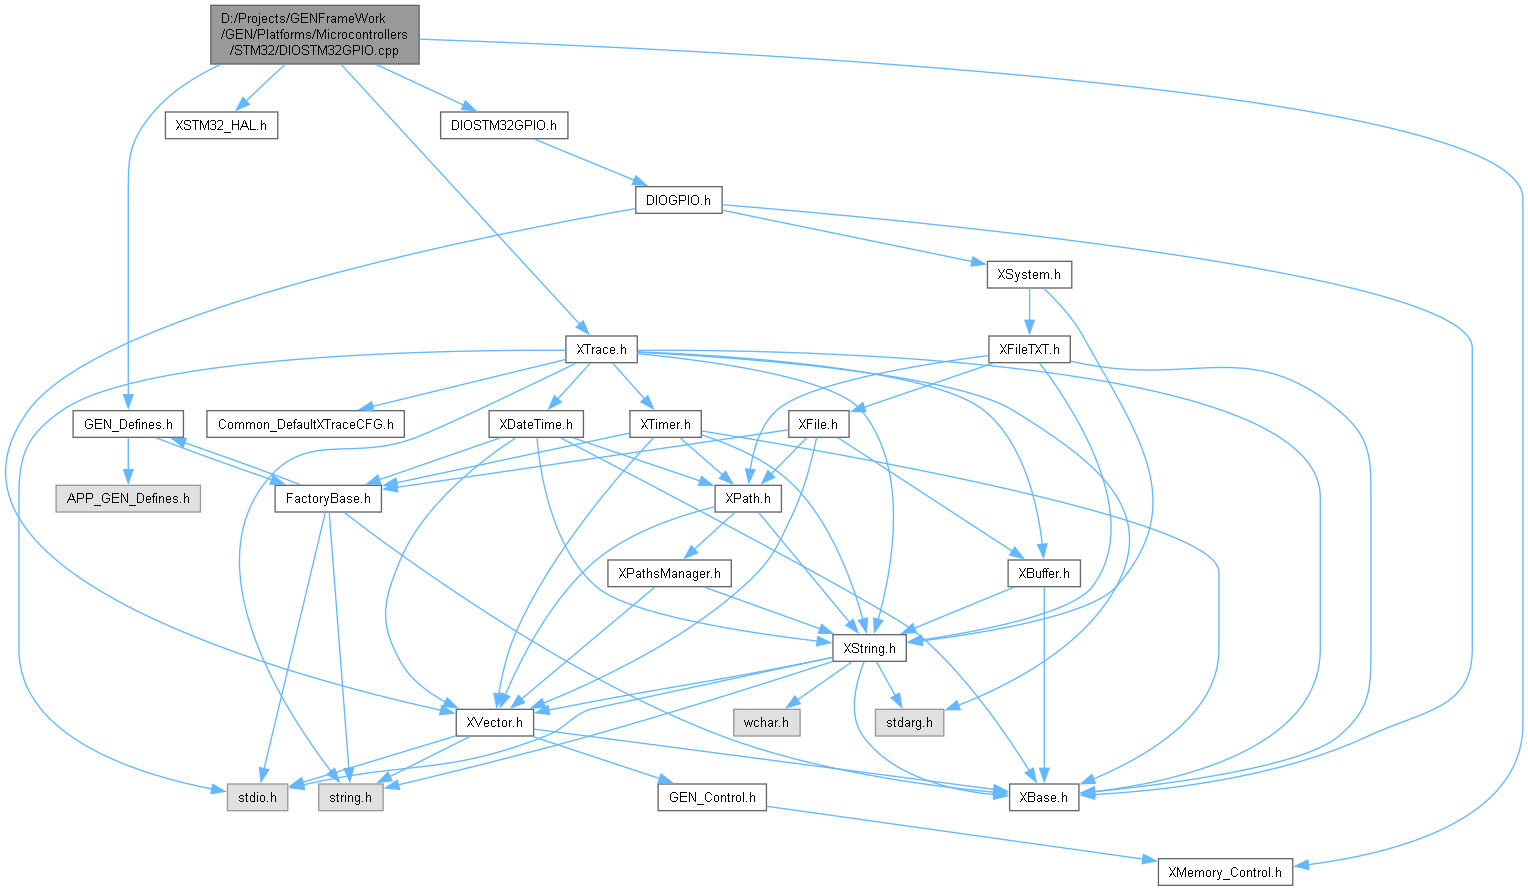 D:/Projects/GENFrameWork
/GEN/Platforms/Microcontrollers
/STM32/DIOSTM32GPIO.cpp
XSTM32_HAL.h
DIOSTM32GPIO.h
DIOGPIO.h
XSystem.h
XTrace.h
XFileTXT.h
GEN_Defines.h
Common_DefaultXTraceCFG.h
XDateTime.h
XTimer.h
XFile.h
APP_GEN_Defines.h
FactoryBase.h
XPath.h
XPathsManager.h
XBuffer.h
XString.h
XVector.h
wchar.h
stdarg.h
stdio.h
string.h
GEN_Control.h
XBase.h
XMemory_Control.h